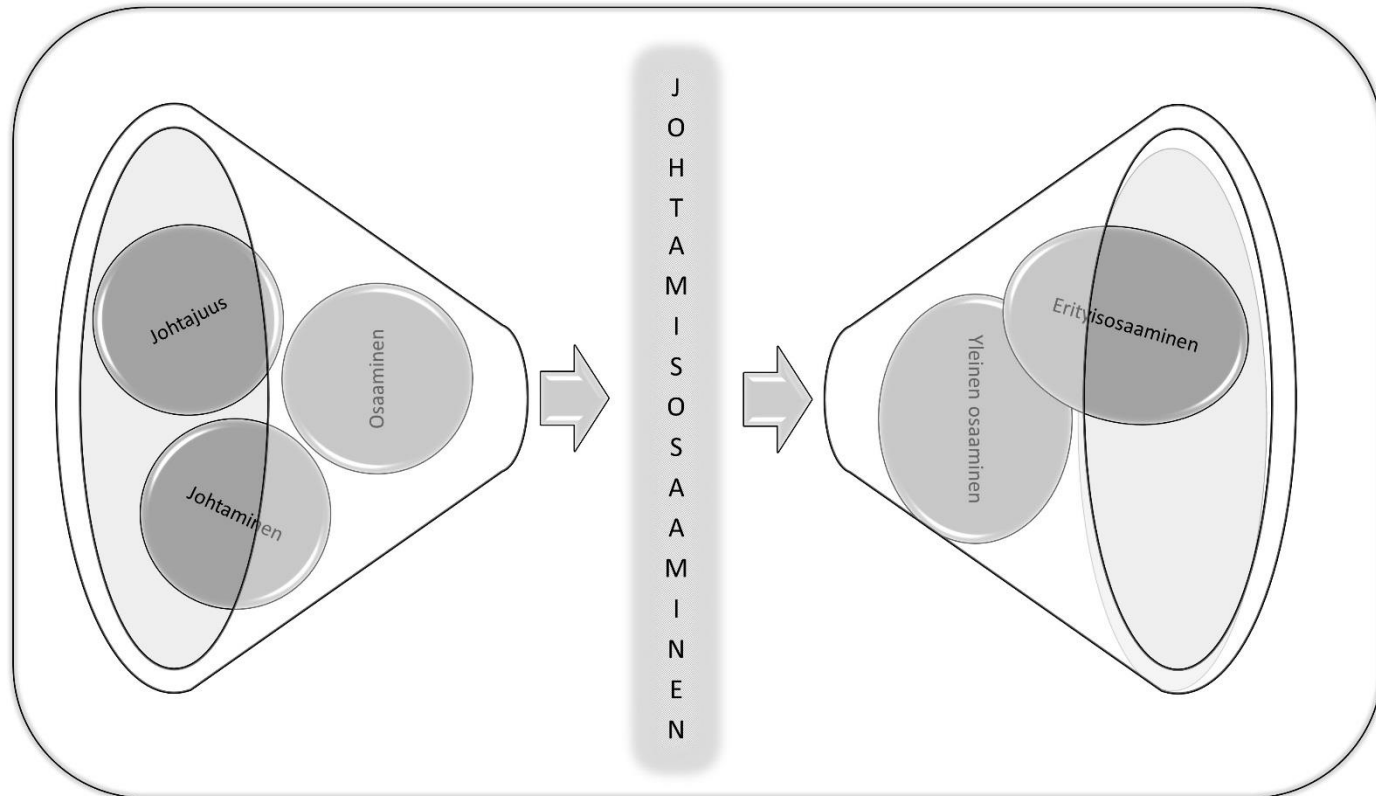 Johtajuus
Osaaminen
Johtaminen
JOHTAMISOSAAMINEN
Yleinen osaaminen
Erityisosaaminen